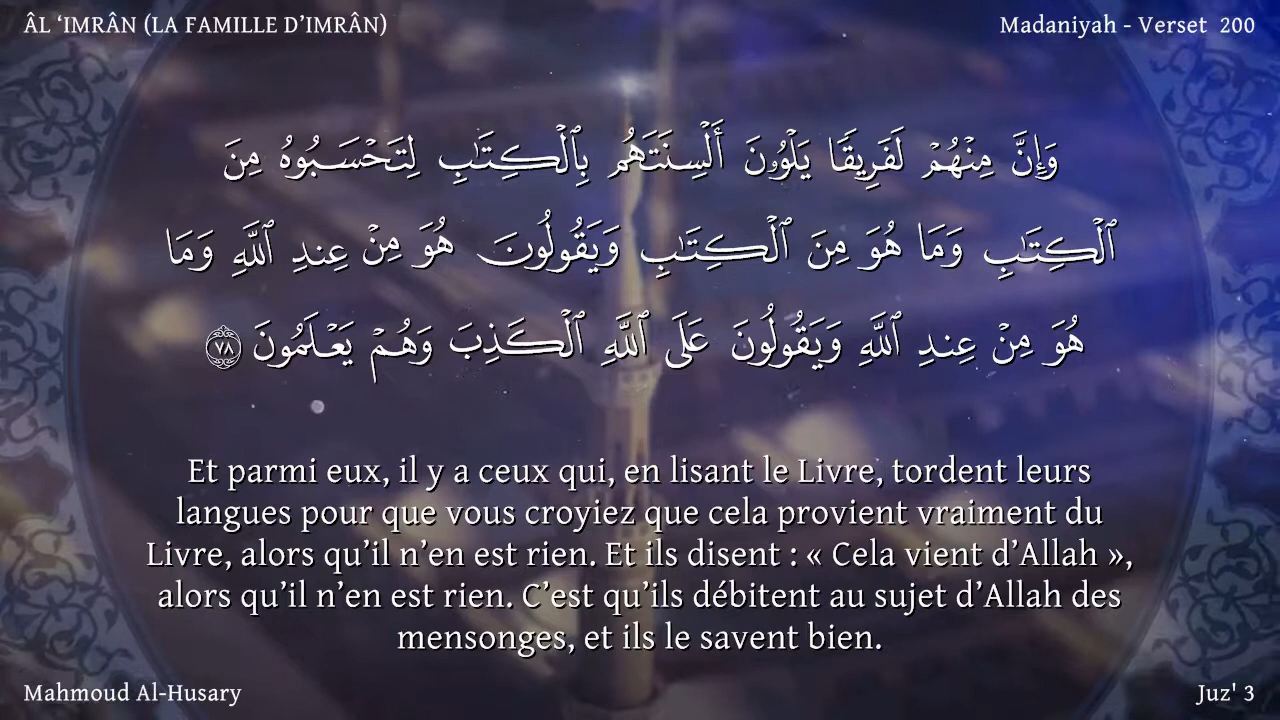 ÂL ‘IMRÂN (LA FAMILLE D’IMRÂN)
Madaniyah - Verset 200
وَإِنَّ مِنْهُمْ لَفَرِيقًا يَلْوُۥنَ أَلْسِنَتَهُم بِٱلْكِتَٰبِ لِتَحْسَبُوهُ مِنَ
ٱلْكِتَٰبِ وَمَا هُوَ مِنَ ٱلْكِتَٰبِ وَيَقُولُونَ هُوَ مِنْ عِندِ ٱللَّهِ وَمَا
هُوَ مِنْ عِندِ ٱللَّهِ وَيَقُولُونَ عَلَى ٱللَّهِ ٱلْكَذِبَ وَهُمْ يَعْلَمُونَ ٧٨
Et parmi eux, il y a ceux qui, en lisant le Livre, tordent leurs
langues pour que vous croyiez que cela provient vraiment du
Livre, alors qu’il n’en est rien. Et ils disent : « Cela vient d’Allah »,
alors qu’il n’en est rien. C’est qu’ils débitent au sujet d’Allah des
mensonges, et ils le savent bien.
Mahmoud Al-Husary
Juz' 3